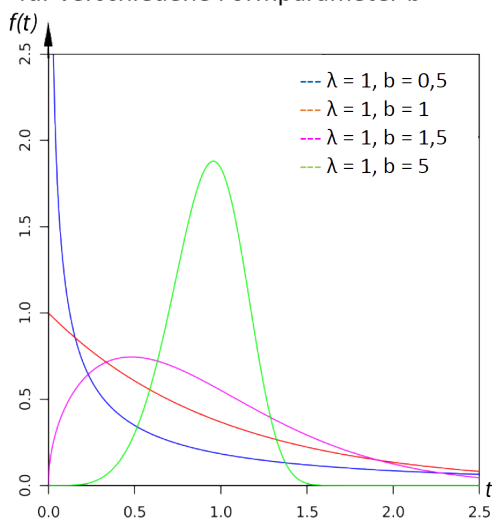 für verschiedene Formparameter b
f(t)
2.5
λ = 1, b = 0,5
λ = 1, b = 1
λ = 1, b = 1,5
λ = 1, b = 5
2.0
1.5
1.0
0.5
0.0
t
0.0 0.5 1.0 1.5 2.0 2.5